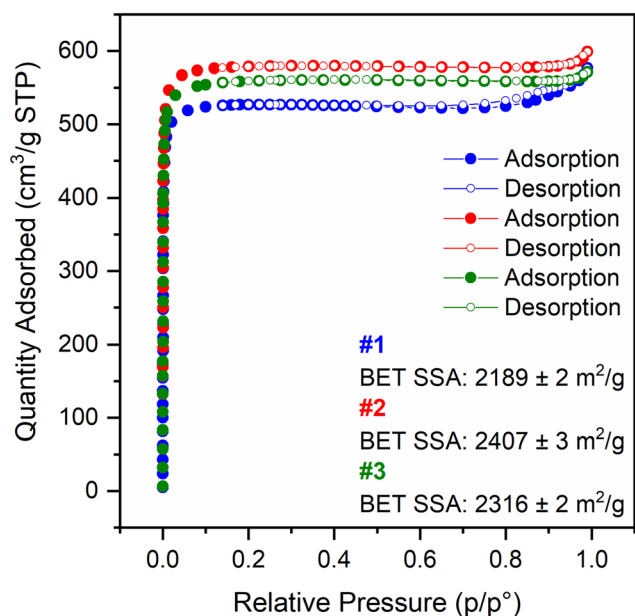 Quantity Adsorbed (cm³/g STP)
600
500
400
300
200
100
0
Adsorption
Desorption
Adsorption
Desorption
Adsorption
Desorption
#1
BET SSA: 2189 ± 2 m²/g
#2
BET SSA: 2407 ± 3 m²/g
#3
BET SSA: 2316 ± 2 m²/g
0.0 0.2 0.4 0.6 0.8 1.0
Relative Pressure (p/p°)